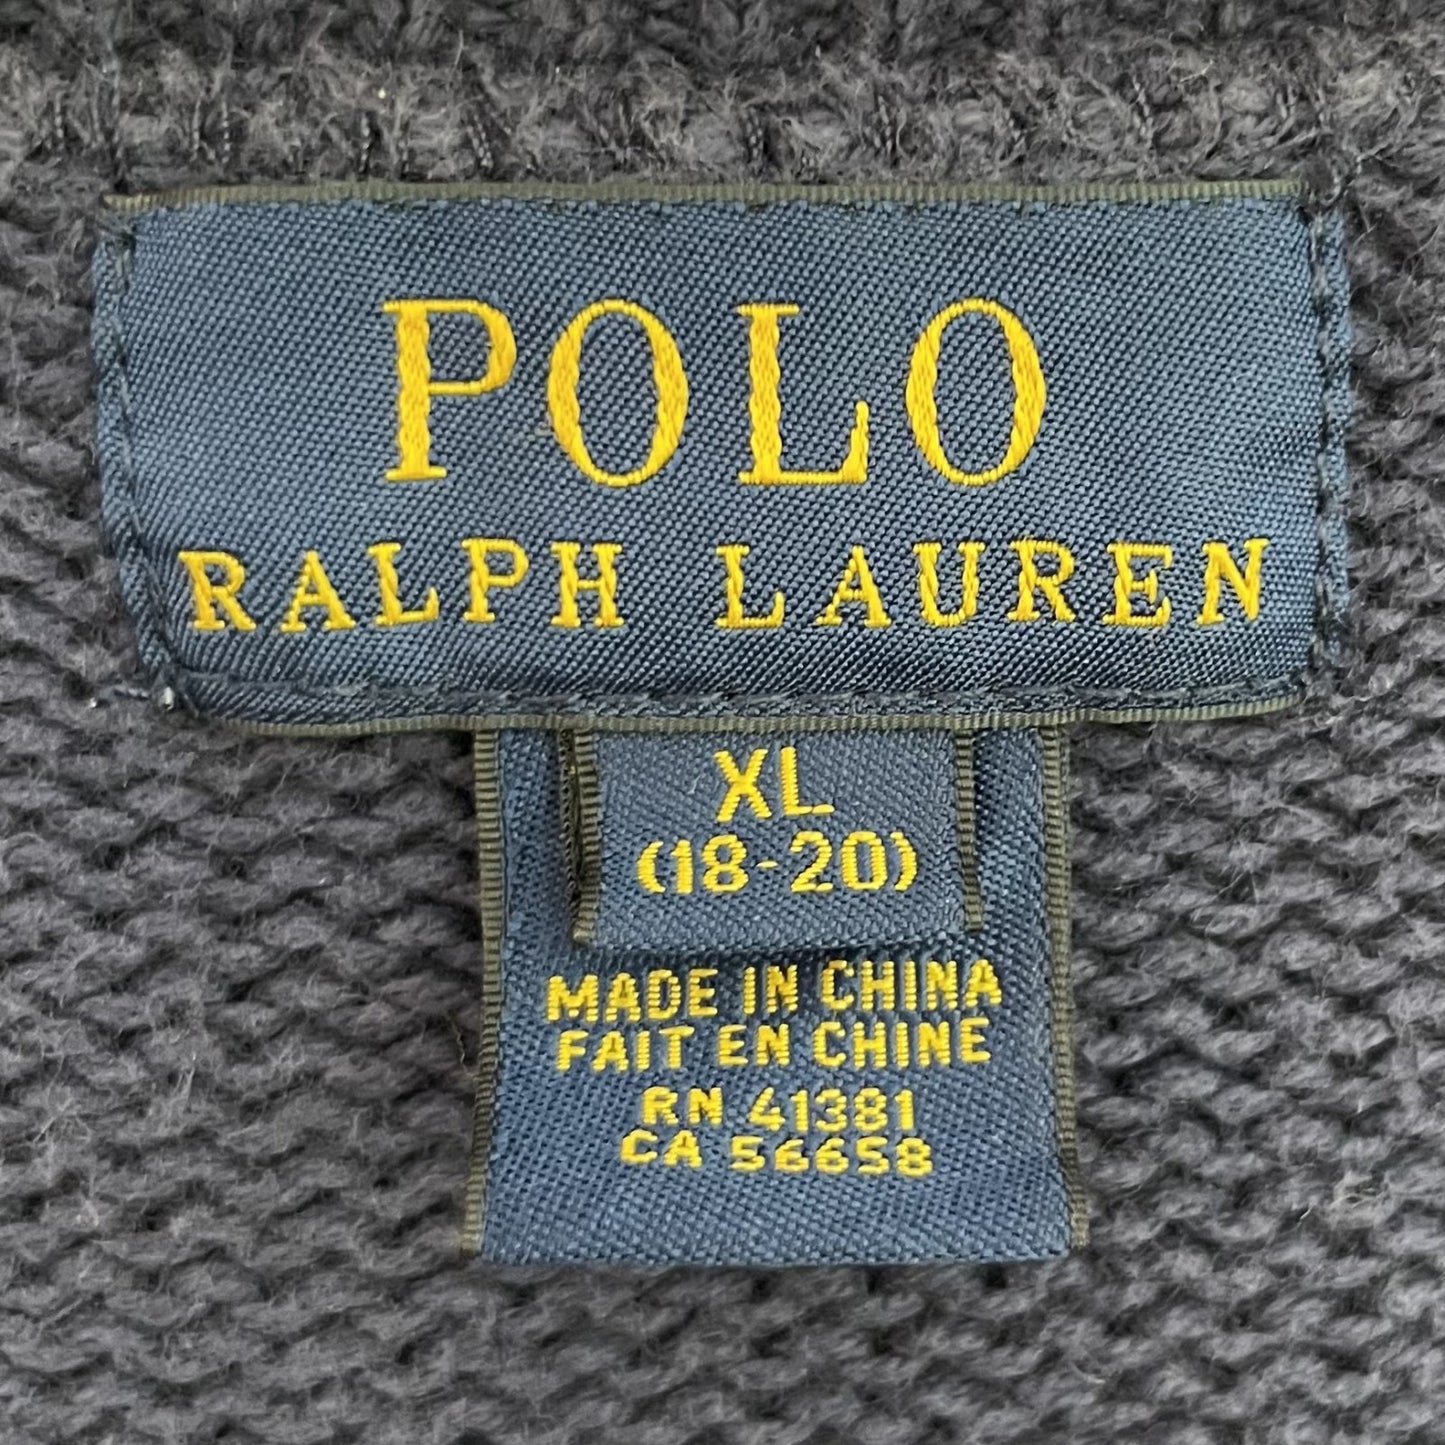 POLO
RALPH LAUREN
XL
(18-20)
MADE IN CHINA
FAIT EN CHINE
RN 41381
CA 56658